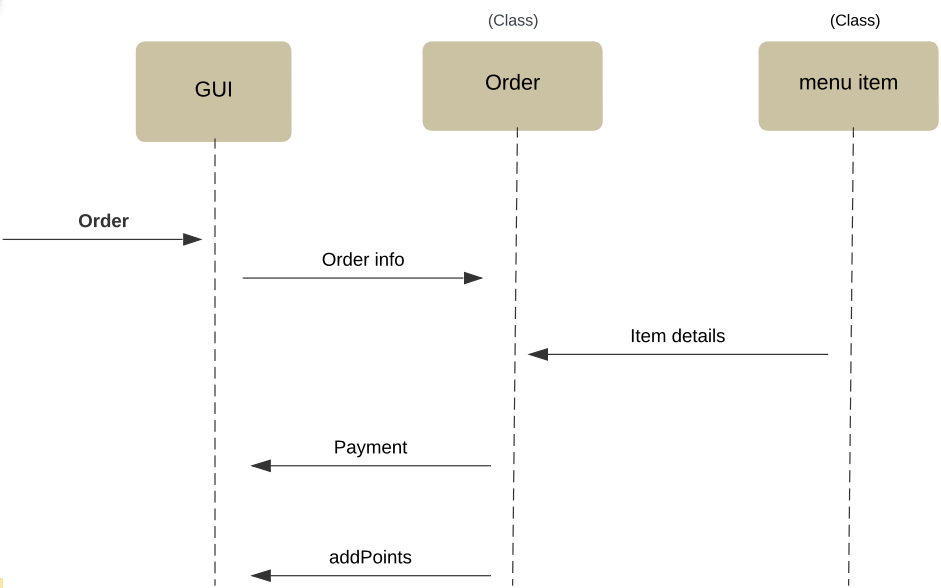 (Class)
(Class)
GUI
Order
menu item
Order
Order info
Item details
Payment
addPoints